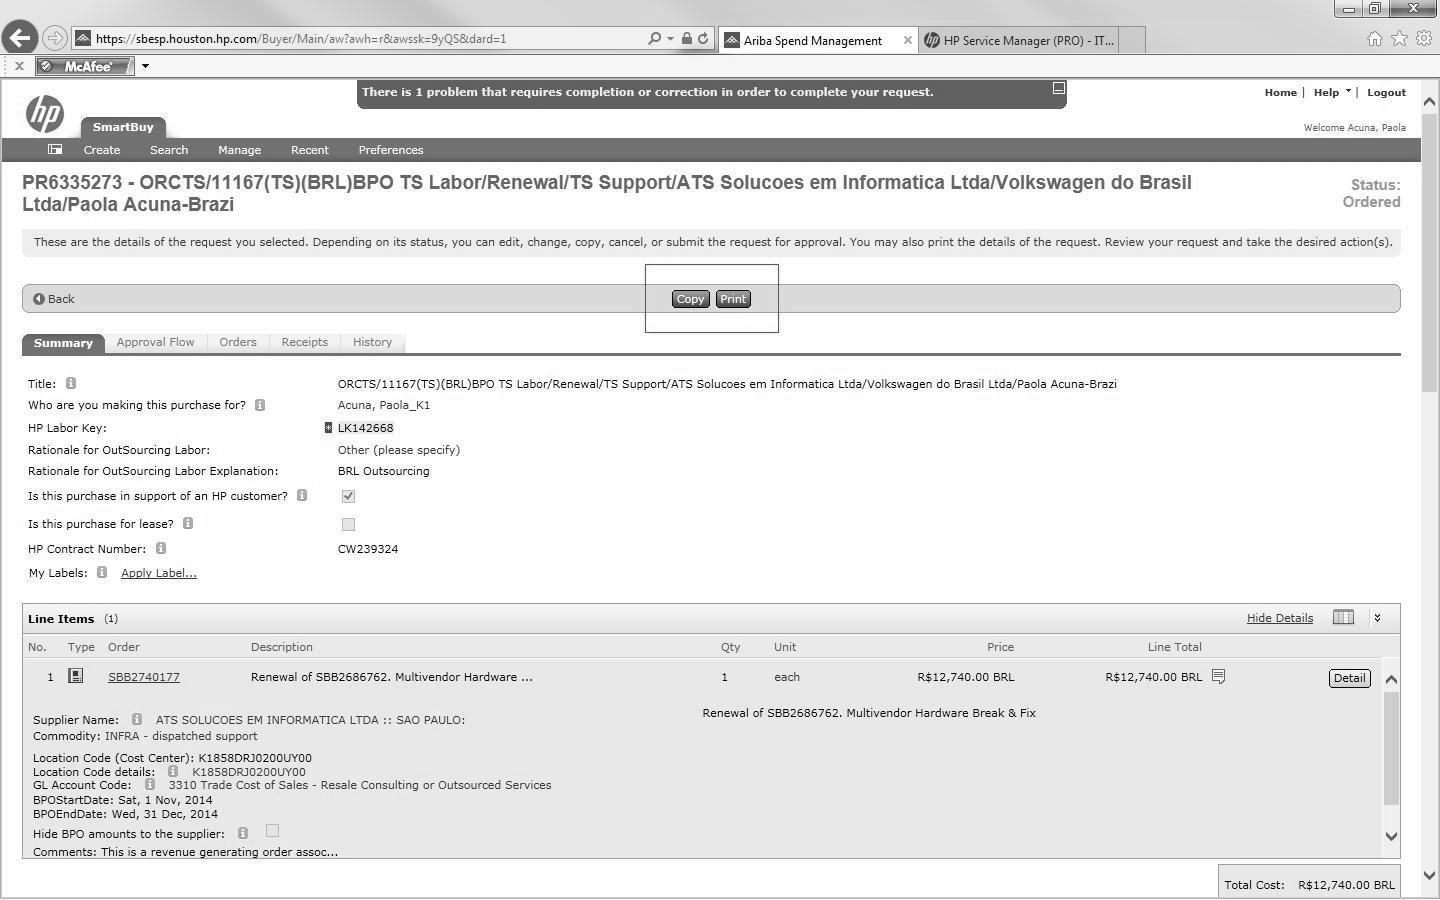 https://sbesp.houston.hp.com/Buyer/Main/aw?awh=r&awssk=9yQS&dard=1
Ariba Spend Management
HP Service Manager (PRO) - IT...
McAfee
There is 1 problem that requires completion or correction in order to complete your request.
Home | Help | Logout
hp
SmartBuy
Welcome Acuna, Paola
Create Search Manage Recent Preferences
PR6335273 - ORCTS/11167(TS)(BRL)BPO TS Labor/Renewal/TS Support/ATS Solucoes em Informatica Ltda/Volkswagen do Brasil
Ltda/Paola Acuna-Brazi
Status:
Ordered
These are the details of the request you selected. Depending on its status, you can edit, change, copy, cancel, or submit the request for approval. You may also print the details of the request. Review your request and take the desired action(s).
Back Copy Print
Summary Approval Flow Orders Receipts History
Title: ORCTS/11167(TS)(BRL)BPO TS Labor/Renewal/TS Support/ATS Solucoes em Informatica Ltda/Volkswagen do Brasil Ltda/Paola Acuna-Brazi
Who are you making this purchase for? Acuna, Paola_K1
HP Labor Key: * LK142668
Rationale for OutSourcing Labor: Other (please specify)
Rationale for OutSourcing Labor Explanation: BRL Outsourcing
Is this purchase in support of an HP customer?
Is this purchase for lease?
HP Contract Number: CW239324
My Labels: Apply Label...
Line Items (1) Hide Details
No. Type Order Description Qty Unit Price Line Total
1 SBB2740177 Renewal of SBB2686762. Multivendor Hardware ... 1 each R$12,740.00 BRL R$12,740.00 BRL Detail
Renewal of SBB2686762. Multivendor Hardware Break & Fix
Supplier Name: ATS SOLUCOES EM INFORMATICA LTDA :: SAO PAULO:
Commodity: INFRA - dispatched support
Location Code (Cost Center): K1858DRJ0200UY00
Location Code details: K1858DRJ0200UY00
GL Account Code: 3310 Trade Cost of Sales - Resale Consulting or Outsourced Services
BPOStartDate: Sat, 1 Nov, 2014
BPOEndDate: Wed, 31 Dec, 2014
Hide BPO amounts to the supplier:
Comments: This is a revenue generating order assoc...
Total Cost: R$12,740.00 BRL